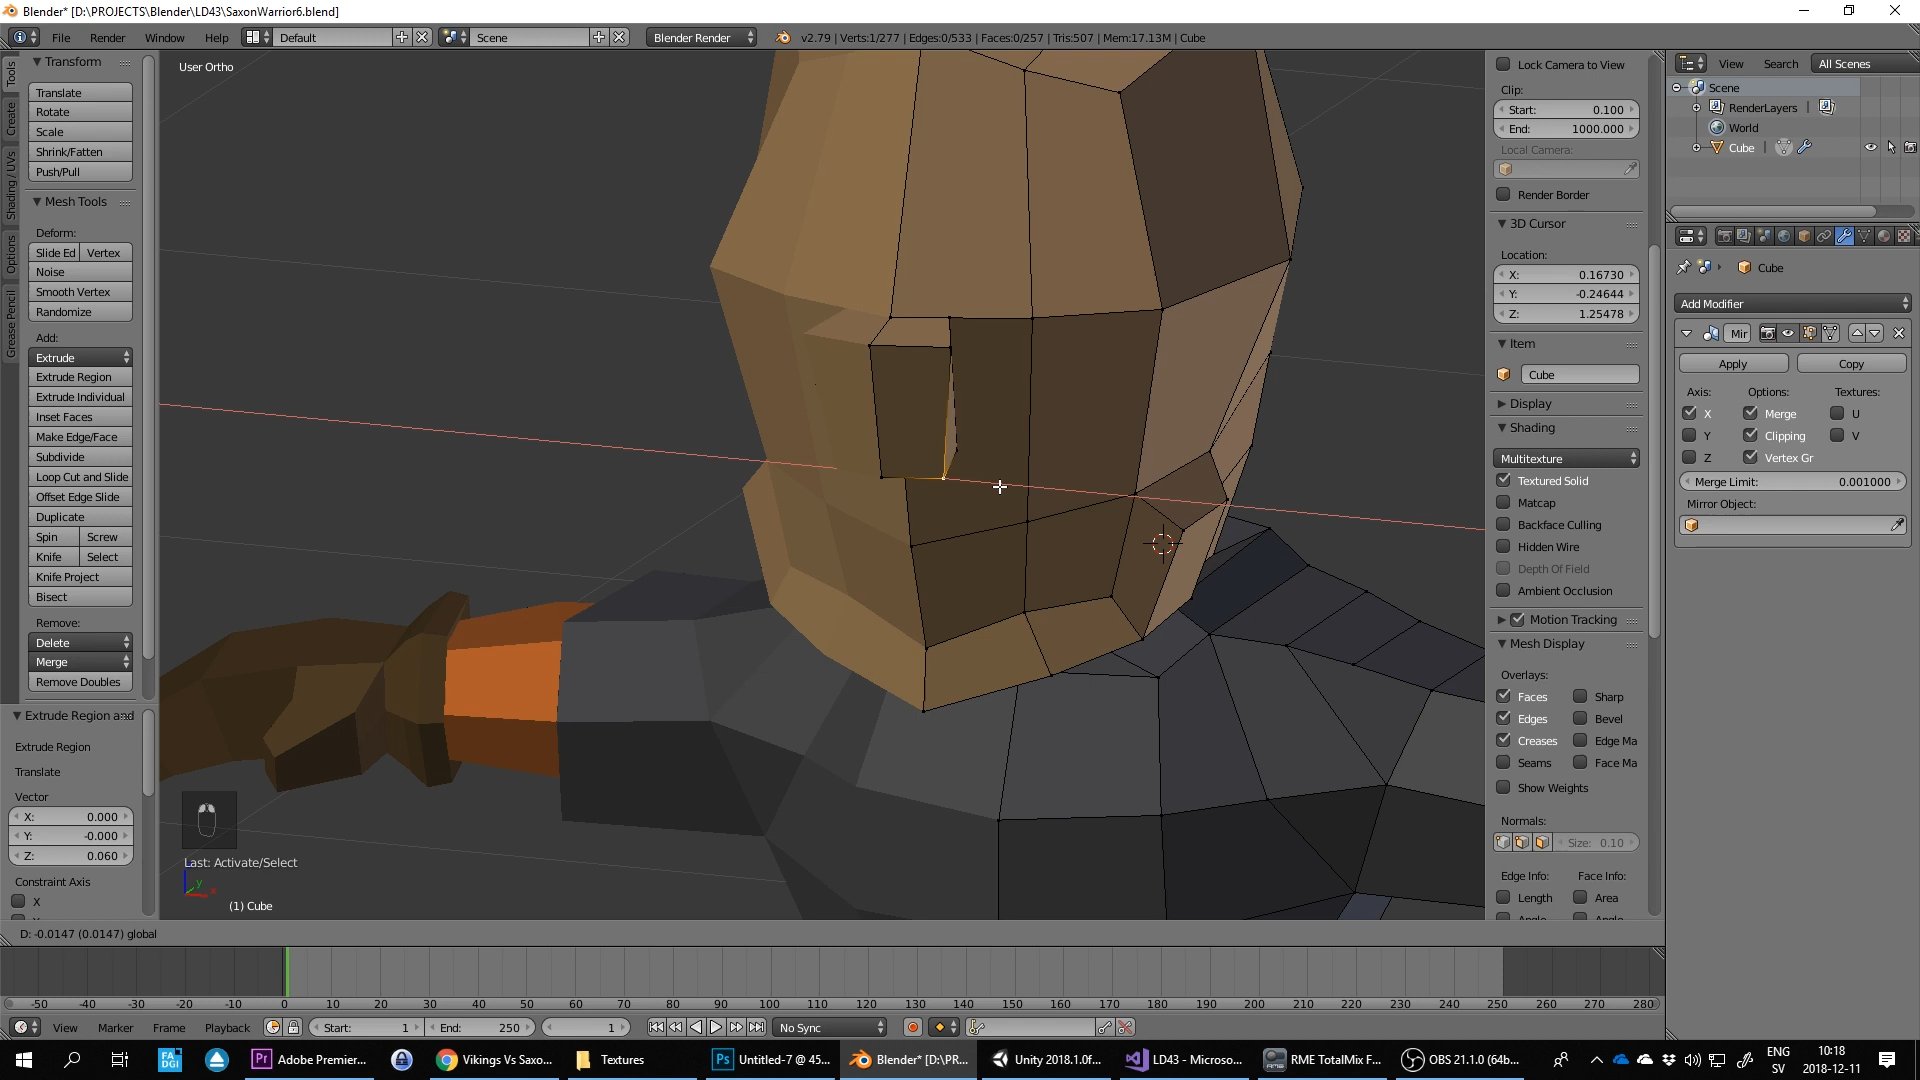 Blender* [D:\PROJECTS\Blender\LD43\SaxonWarrior6.blend]
File Render Window Help Default Scene Blender Render v2.79 | Verts:1/277 | Edges:0/533 | Faces:0/257 | Tris:507 | Mem:17.13M | Cube
Tools
Create
Shading / UVs
Options
Grease Pencil
Transform
Translate
Rotate
Scale
Shrink/Fatten
Push/Pull
Mesh Tools
Deform:
Slide Ed Vertex
Noise
Smooth Vertex
Randomize
Add:
Extrude
Extrude Region
Extrude Individual
Inset Faces
Make Edge/Face
Subdivide
Loop Cut and Slide
Offset Edge Slide
Duplicate
Spin Screw
Knife Select
Knife Project
Bisect
Remove:
Delete
Merge
Remove Doubles
Extrude Region and
Extrude Region
Translate
Vector
X: 0.000
Y: -0.000
Z: 0.060
Constraint Axis
X
User Ortho
Last: Activate/Select
y
x
(1) Cube
D: -0.0147 (0.0147) global
Lock Camera to View
Clip:
Start: 0.100
End: 1000.000
Local Camera:
Render Border
3D Cursor
Location:
X: 0.16730
Y: -0.24644
Z: 1.25478
Item
Cube
Display
Shading
Multitexture
Textured Solid
Matcap
Backface Culling
Hidden Wire
Depth Of Field
Ambient Occlusion
Motion Tracking
Mesh Display
Overlays:
Faces Sharp
Edges Bevel
Creases Edge Ma
Seams Face Ma
Show Weights
Normals:
Size: 0.10
Edge Info: Face Info:
Length Area
Angle Angle
View Search All Scenes
Scene
RenderLayers
World
Cube
Cube
Add Modifier
Mir
Apply Copy
Axis: Options: Textures:
X Merge U
Y Clipping V
Z Vertex Gr
Merge Limit: 0.001000
Mirror Object:
-50 -40 -30 -20 -10 0 10 20 30 40 50 60 70 80 90 100 110 120 130 140 150 160 170 180 190 200 210 220 230 240 250 260 270 280
View Marker Frame Playback Start: 1 End: 250 1 No Sync
FADGI Adobe Premier... Vikings Vs Saxo... Textures Untitled-7 @ 45... Blender* [D:\PR... Unity 2018.1.0f... LD43 - Microso... RME TotalMix F... OBS 21.1.0 (64b...
ENG
SV
10:18
2018-12-11